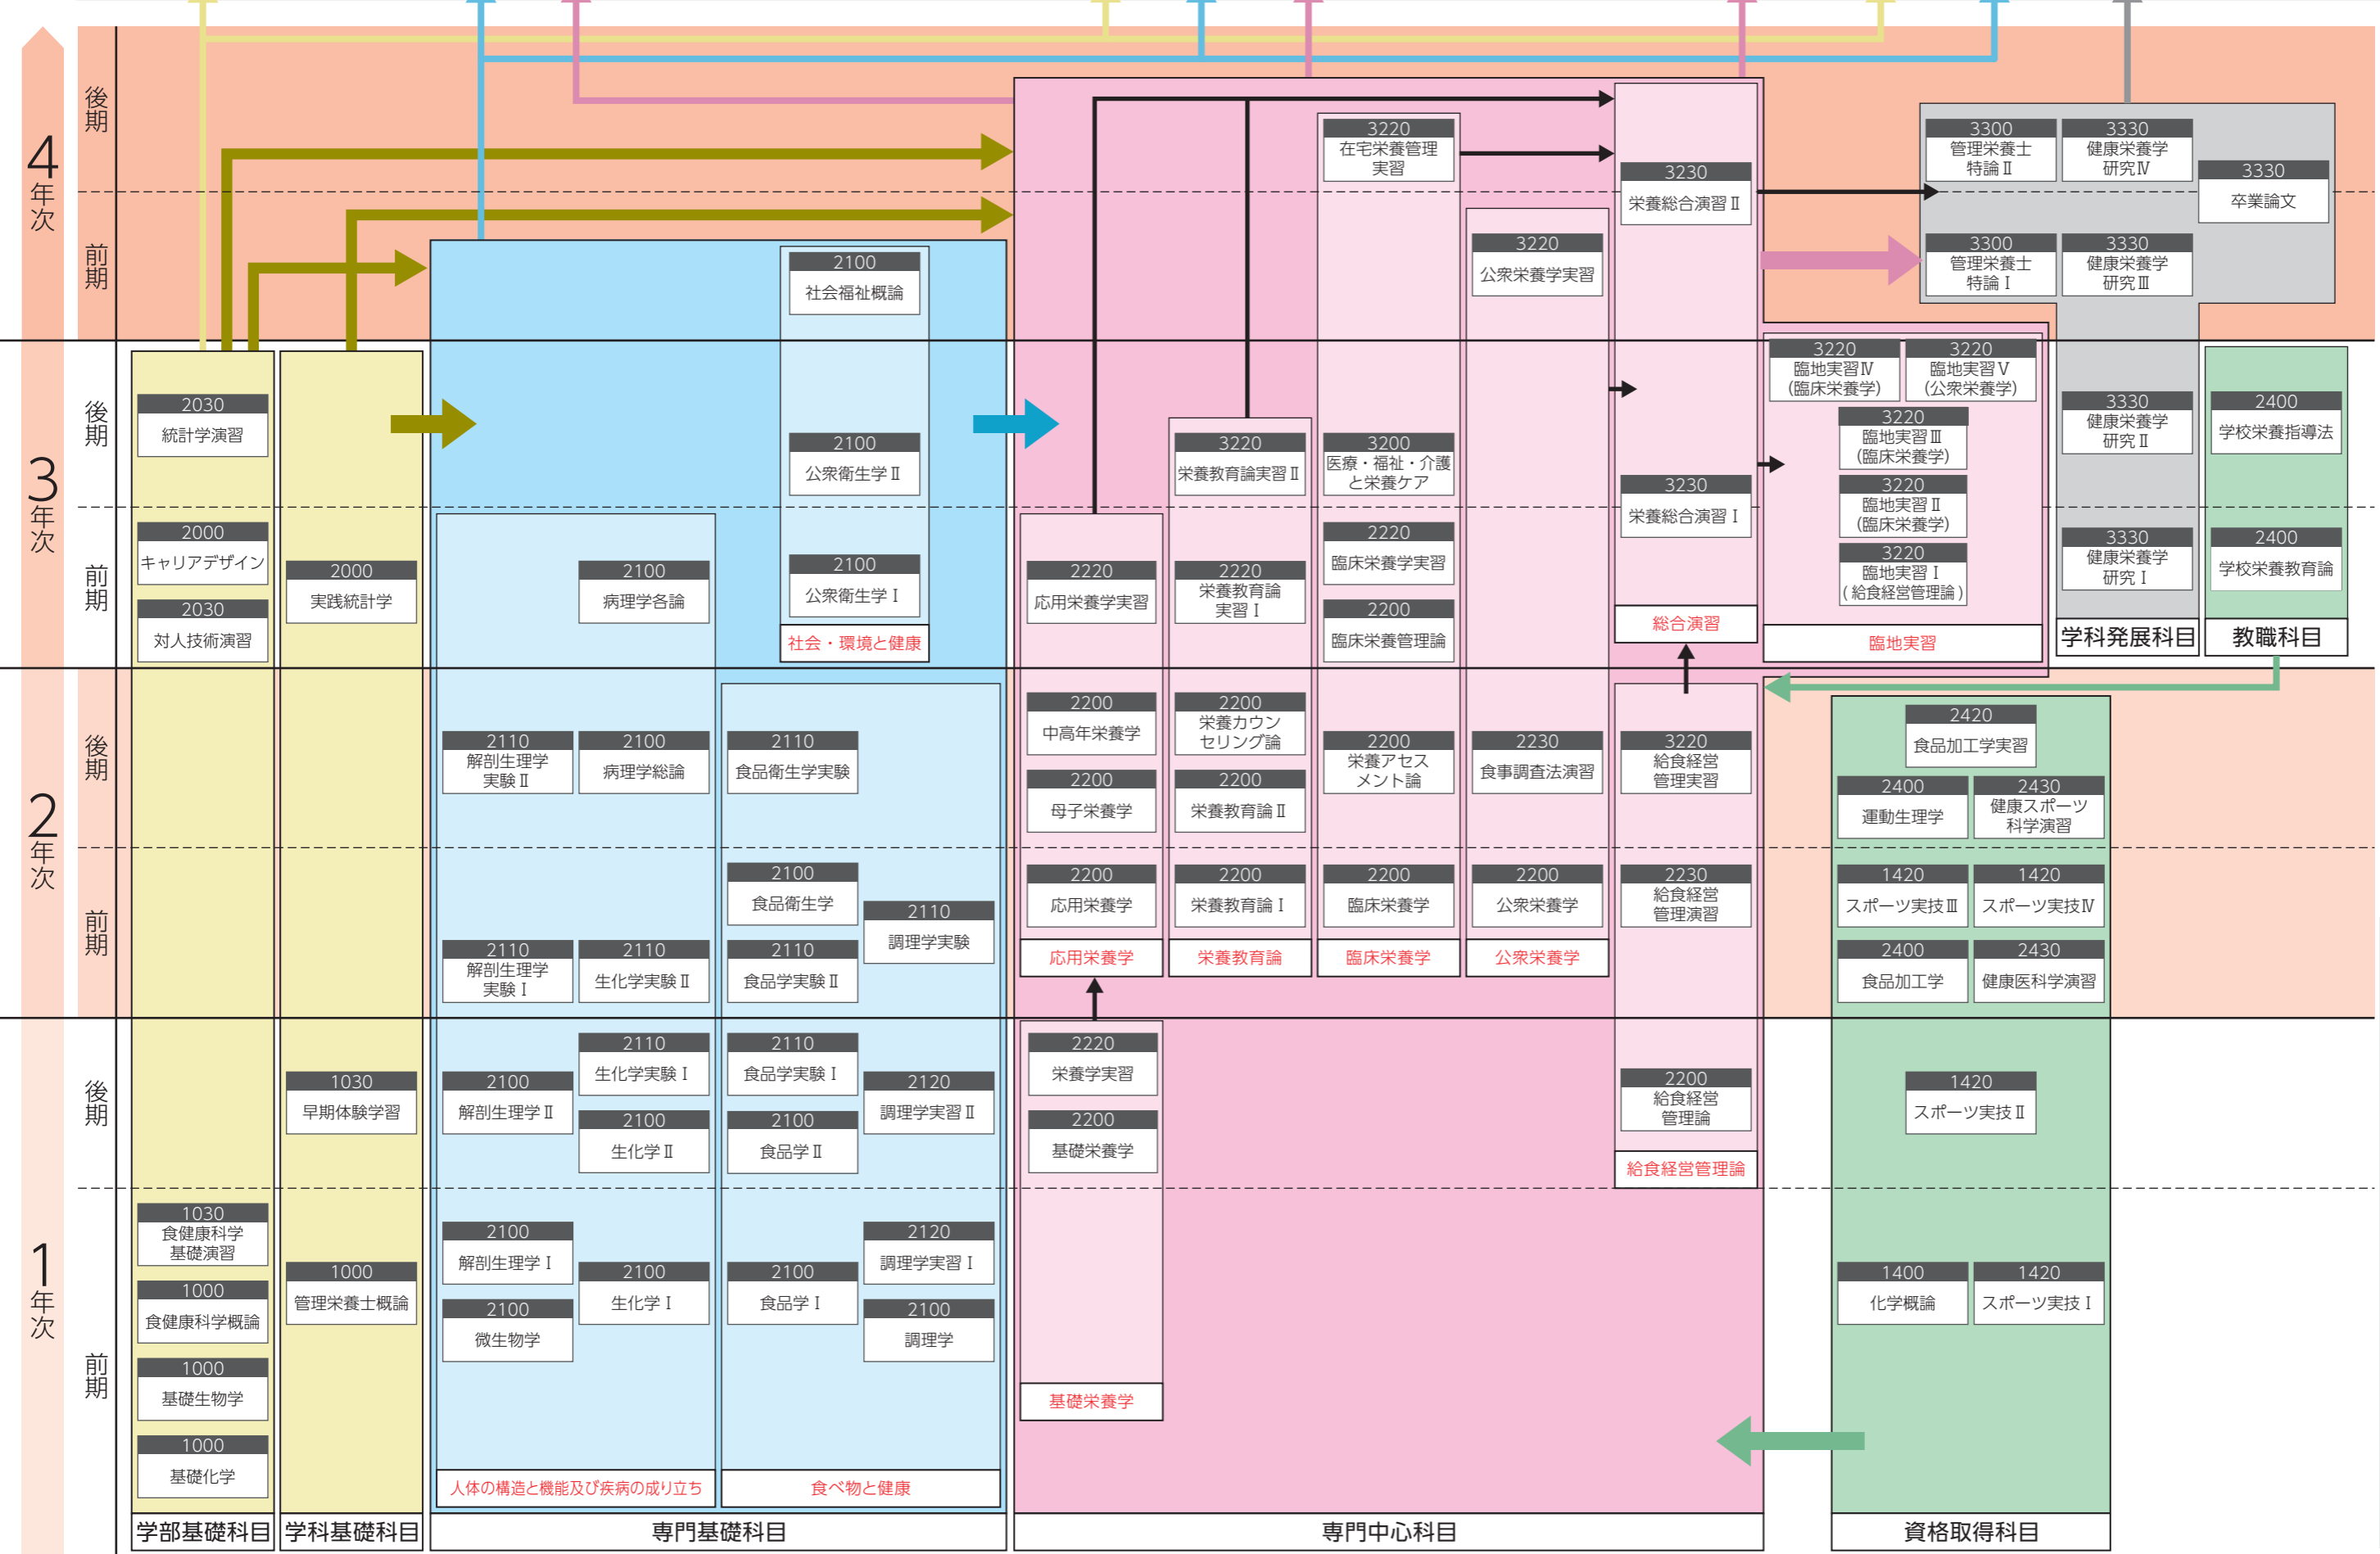 4年次
後期
前期
3220
在宅栄養管理
実習
3230
栄養総合演習Ⅱ
3300
管理栄養士
特論Ⅱ
3330
健康栄養学
研究Ⅳ
3330
卒業論文
2100
社会福祉概論
3220
公衆栄養学実習
3300
管理栄養士
特論Ⅰ
3330
健康栄養学
研究Ⅲ
3年次
後期
前期
2030
統計学演習
2100
公衆衛生学Ⅱ
3220
栄養教育論実習Ⅱ
3200
医療・福祉・介護
と栄養ケア
3230
栄養総合演習Ⅰ
3220
臨地実習Ⅳ
(臨床栄養学)
3220
臨地実習Ⅴ
(公衆栄養学)
3220
臨地実習Ⅲ
(臨床栄養学)
3220
臨地実習Ⅱ
(臨床栄養学)
3220
臨地実習Ⅰ
(給食経営管理論)
3330
健康栄養学
研究Ⅱ
2400
学校栄養指導法
2000
キャリアデザイン
2030
対人技術演習
2000
実践統計学
2100
病理学各論
2100
公衆衛生学Ⅰ
社会・環境と健康
2220
応用栄養学実習
2220
栄養教育論
実習Ⅰ
2220
臨床栄養学実習
2200
臨床栄養管理論
総合演習
臨地実習
3330
健康栄養学
研究Ⅰ
2400
学校栄養教育論
学科発展科目
教職科目
2年次
後期
前期
2110
解剖生理学
実験Ⅱ
2100
病理学総論
2110
食品衛生学実験
2200
中高年栄養学
2200
母子栄養学
2200
栄養カウン
セリング論
2200
栄養教育論Ⅱ
2200
栄養アセス
メント論
2230
食事調査法演習
3220
給食経営
管理実習
2420
食品加工学実習
2400
運動生理学
2430
健康スポーツ
科学演習
2110
解剖生理学
実験Ⅰ
2110
生化学実験Ⅱ
2100
食品衛生学
2110
食品学実験Ⅱ
2110
調理学実験
2200
応用栄養学
2200
栄養教育論Ⅰ
2200
臨床栄養学
2200
公衆栄養学
2230
給食経営
管理演習
応用栄養学
栄養教育論
臨床栄養学
公衆栄養学
1420
スポーツ実技Ⅲ
1420
スポーツ実技Ⅳ
2400
食品加工学
2430
健康医科学演習
1年次
後期
前期
1030
早期体験学習
2100
解剖生理学Ⅱ
2110
生化学実験Ⅰ
2100
生化学Ⅱ
2110
食品学実験Ⅰ
2100
食品学Ⅱ
2120
調理学実習Ⅱ
2220
栄養学実習
2200
基礎栄養学
2200
給食経営
管理論
給食経営管理論
1420
スポーツ実技Ⅱ
1030
食健康科学
基礎演習
1000
食健康科学概論
1000
基礎生物学
1000
基礎化学
1000
管理栄養士概論
2100
解剖生理学Ⅰ
2100
微生物学
2100
生化学Ⅰ
2100
食品学Ⅰ
2120
調理学実習Ⅰ
2100
調理学
基礎栄養学
1400
化学概論
1420
スポーツ実技Ⅰ
人体の構造と機能及び疾病の成り立ち
食べ物と健康
学部基礎科目
学科基礎科目
専門基礎科目
専門中心科目
資格取得科目